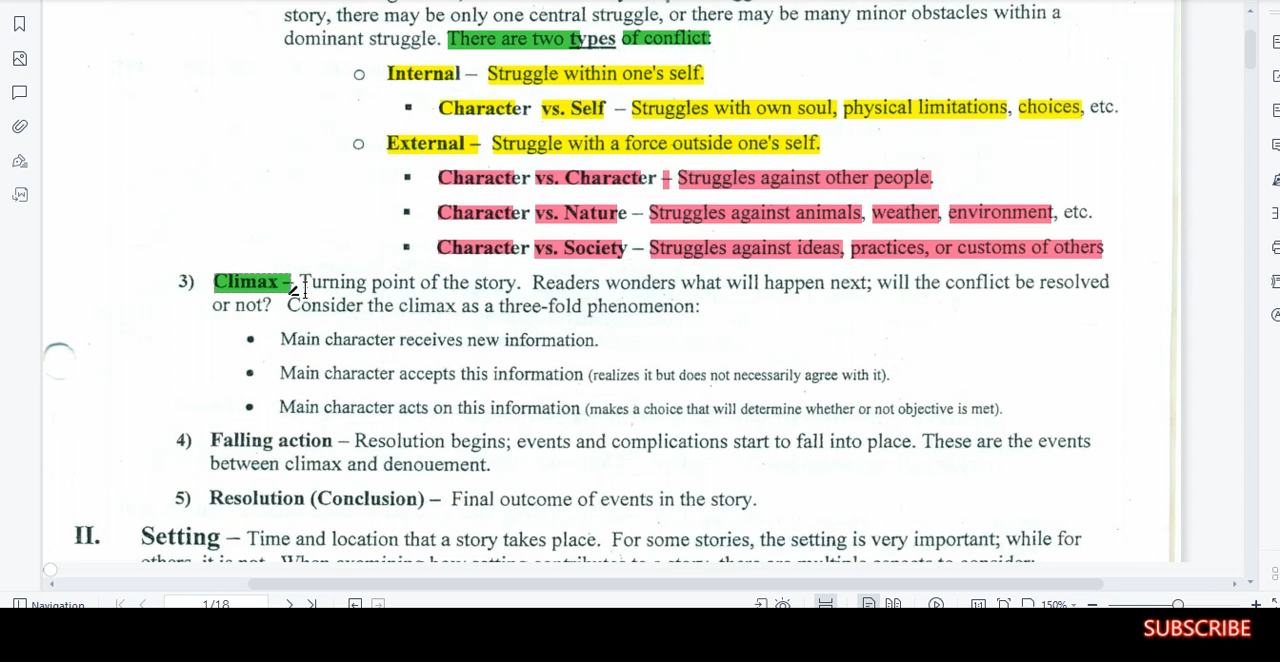 story, there may be only one central struggle, or there may be many minor obstacles within a
dominant struggle. There are two types of conflict:
o Internal – Struggle within one's self.
▪ Character vs. Self – Struggles with own soul, physical limitations, choices, etc.
o External – Struggle with a force outside one's self.
▪ Character vs. Character – Struggles against other people.
▪ Character vs. Nature – Struggles against animals, weather, environment, etc.
▪ Character vs. Society – Struggles against ideas, practices, or customs of others
3) Climax – Turning point of the story. Readers wonders what will happen next; will the conflict be resolved
or not? Consider the climax as a three-fold phenomenon:
• Main character receives new information.
• Main character accepts this information (realizes it but does not necessarily agree with it).
• Main character acts on this information (makes a choice that will determine whether or not objective is met).
4) Falling action – Resolution begins; events and complications start to fall into place. These are the events
between climax and denouement.
5) Resolution (Conclusion) – Final outcome of events in the story.
II. Setting – Time and location that a story takes place. For some stories, the setting is very important; while for
Navigation 1/18 150%
SUBSCRIBE